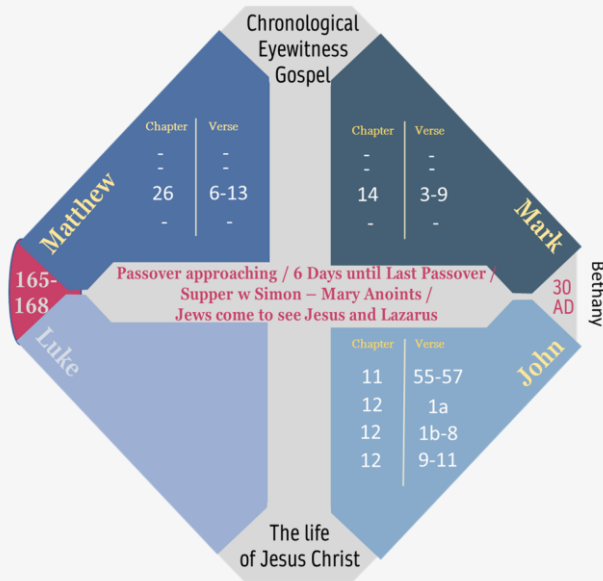 Chronological
Eyewitness
Gospel
Matthew
Chapter Verse
- -
- -
26 6-13
- -
Mark
Chapter Verse
- -
- -
14 3-9
- -
165-
168
Passover approaching / 6 Days until Last Passover /
Supper w Simon – Mary Anoints /
Jews come to see Jesus and Lazarus
30
AD
Bethany
Luke
John
Chapter Verse
11 55-57
12 1a
12 1b-8
12 9-11
The life
of Jesus Christ